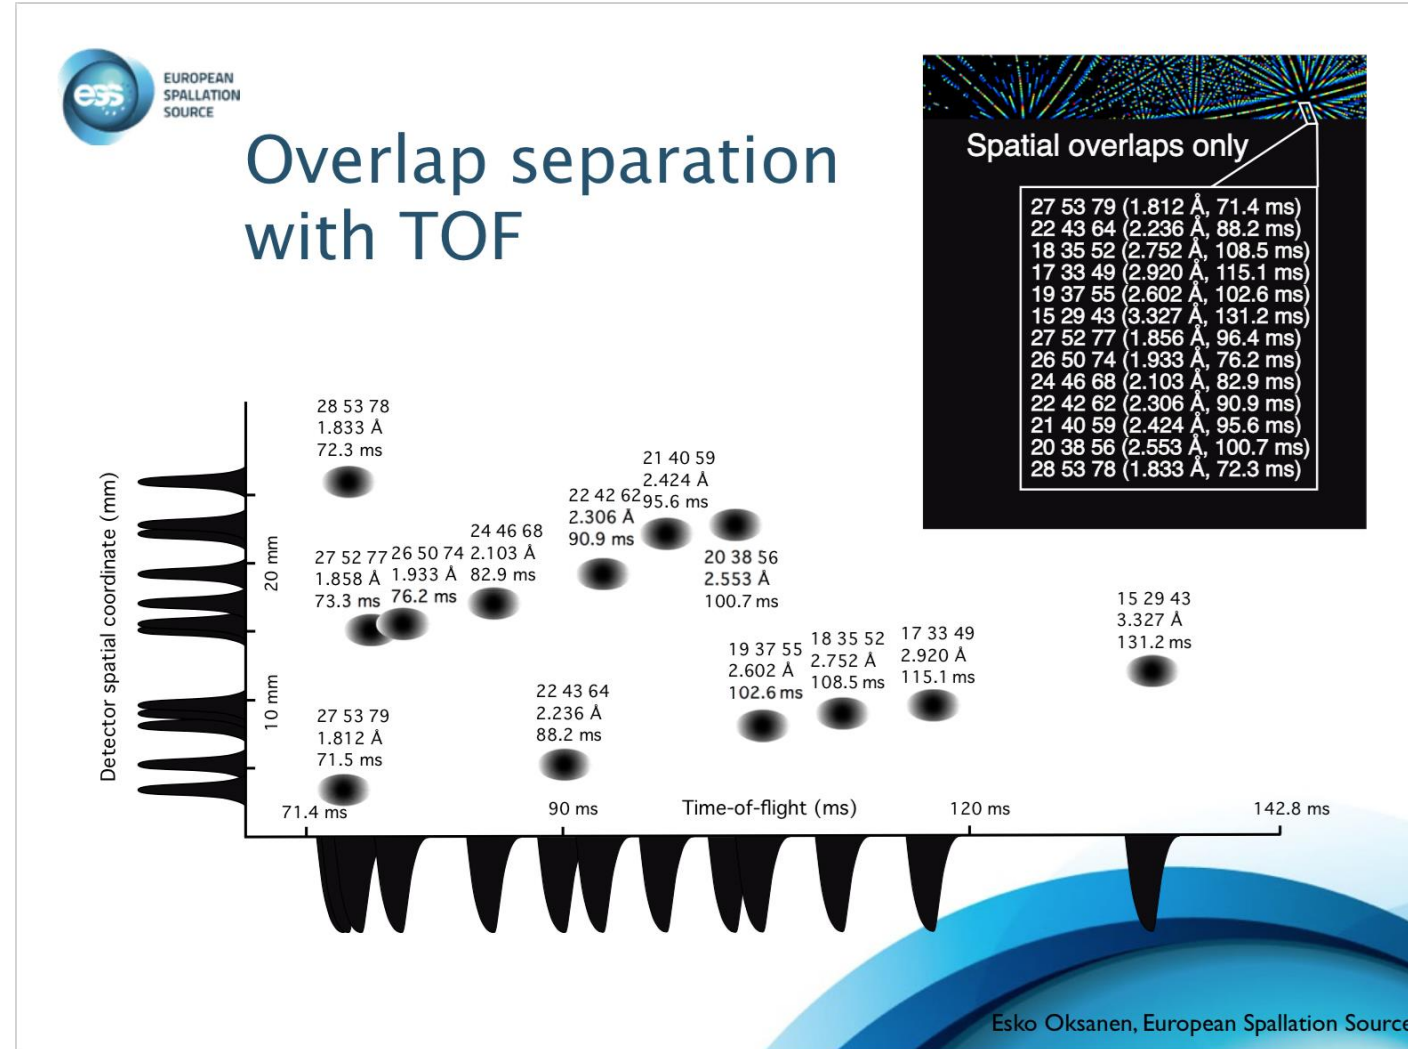 ess
EUROPEAN
SPALLATION
SOURCE
Overlap separation
with TOF
Spatial overlaps only
27 53 79 (1.812 Å, 71.4 ms)
22 43 64 (2.236 Å, 88.2 ms)
18 35 52 (2.752 Å, 108.5 ms)
17 33 49 (2.920 Å, 115.1 ms)
19 37 55 (2.602 Å, 102.6 ms)
15 29 43 (3.327 Å, 131.2 ms)
27 52 77 (1.856 Å, 96.4 ms)
26 50 74 (1.933 Å, 76.2 ms)
24 46 68 (2.103 Å, 82.9 ms)
22 42 62 (2.306 Å, 90.9 ms)
21 40 59 (2.424 Å, 95.6 ms)
20 38 56 (2.553 Å, 100.7 ms)
28 53 78 (1.833 Å, 72.3 ms)
Detector spatial coordinate (mm)
20 mm
10 mm
28 53 78
1.833 Å
72.3 ms
27 52 77
1.858 Å
73.3 ms
26 50 74
1.933 Å
76.2 ms
24 46 68
2.103 Å
82.9 ms
22 42 62
2.306 Å
90.9 ms
21 40 59
2.424 Å
95.6 ms
20 38 56
2.553 Å
100.7 ms
27 53 79
1.812 Å
71.5 ms
22 43 64
2.236 Å
88.2 ms
19 37 55
2.602 Å
102.6 ms
18 35 52
2.752 Å
108.5 ms
17 33 49
2.920 Å
115.1 ms
15 29 43
3.327 Å
131.2 ms
71.4 ms
90 ms
Time-of-flight (ms)
120 ms
142.8 ms
Esko Oksanen, European Spallation Source